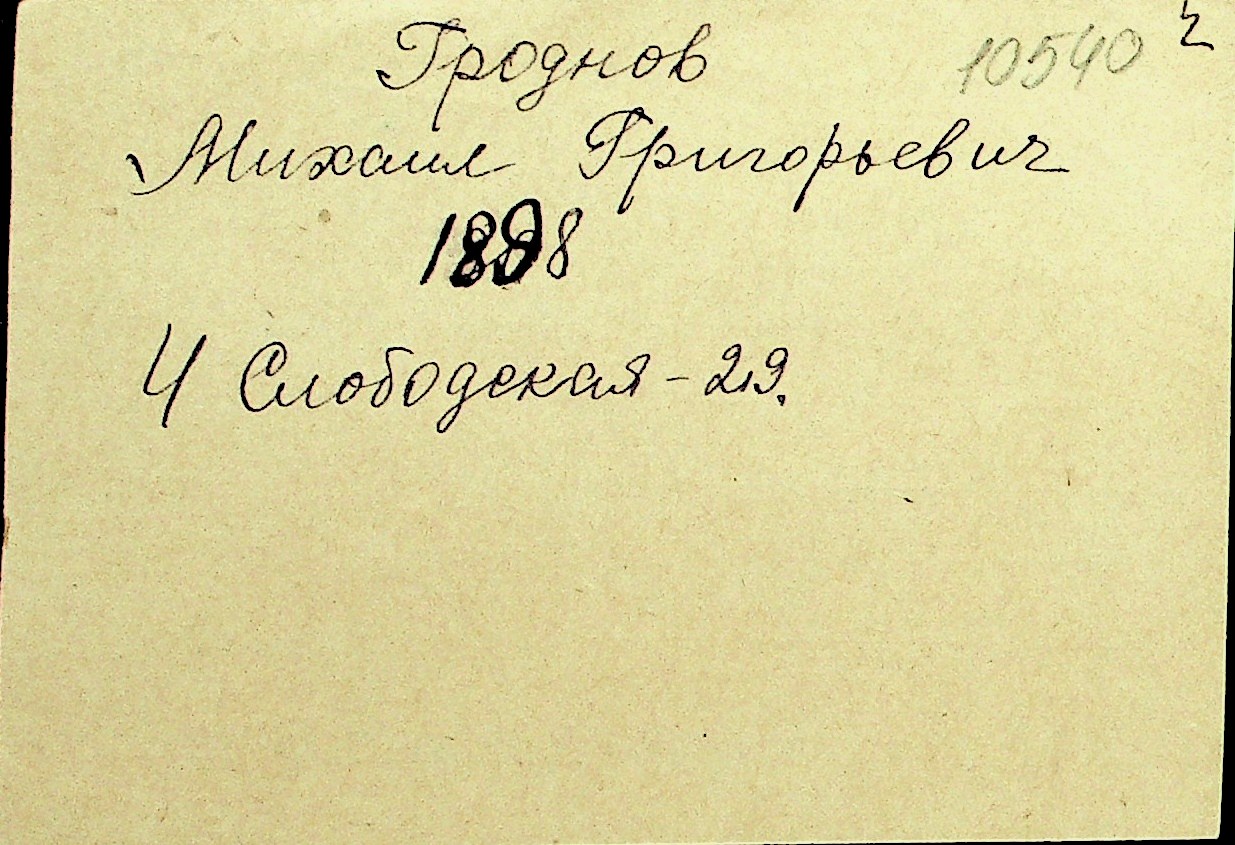 Гроднов 10540 ч
Михаил Григорьевич
1898
4 Слободская - 29.